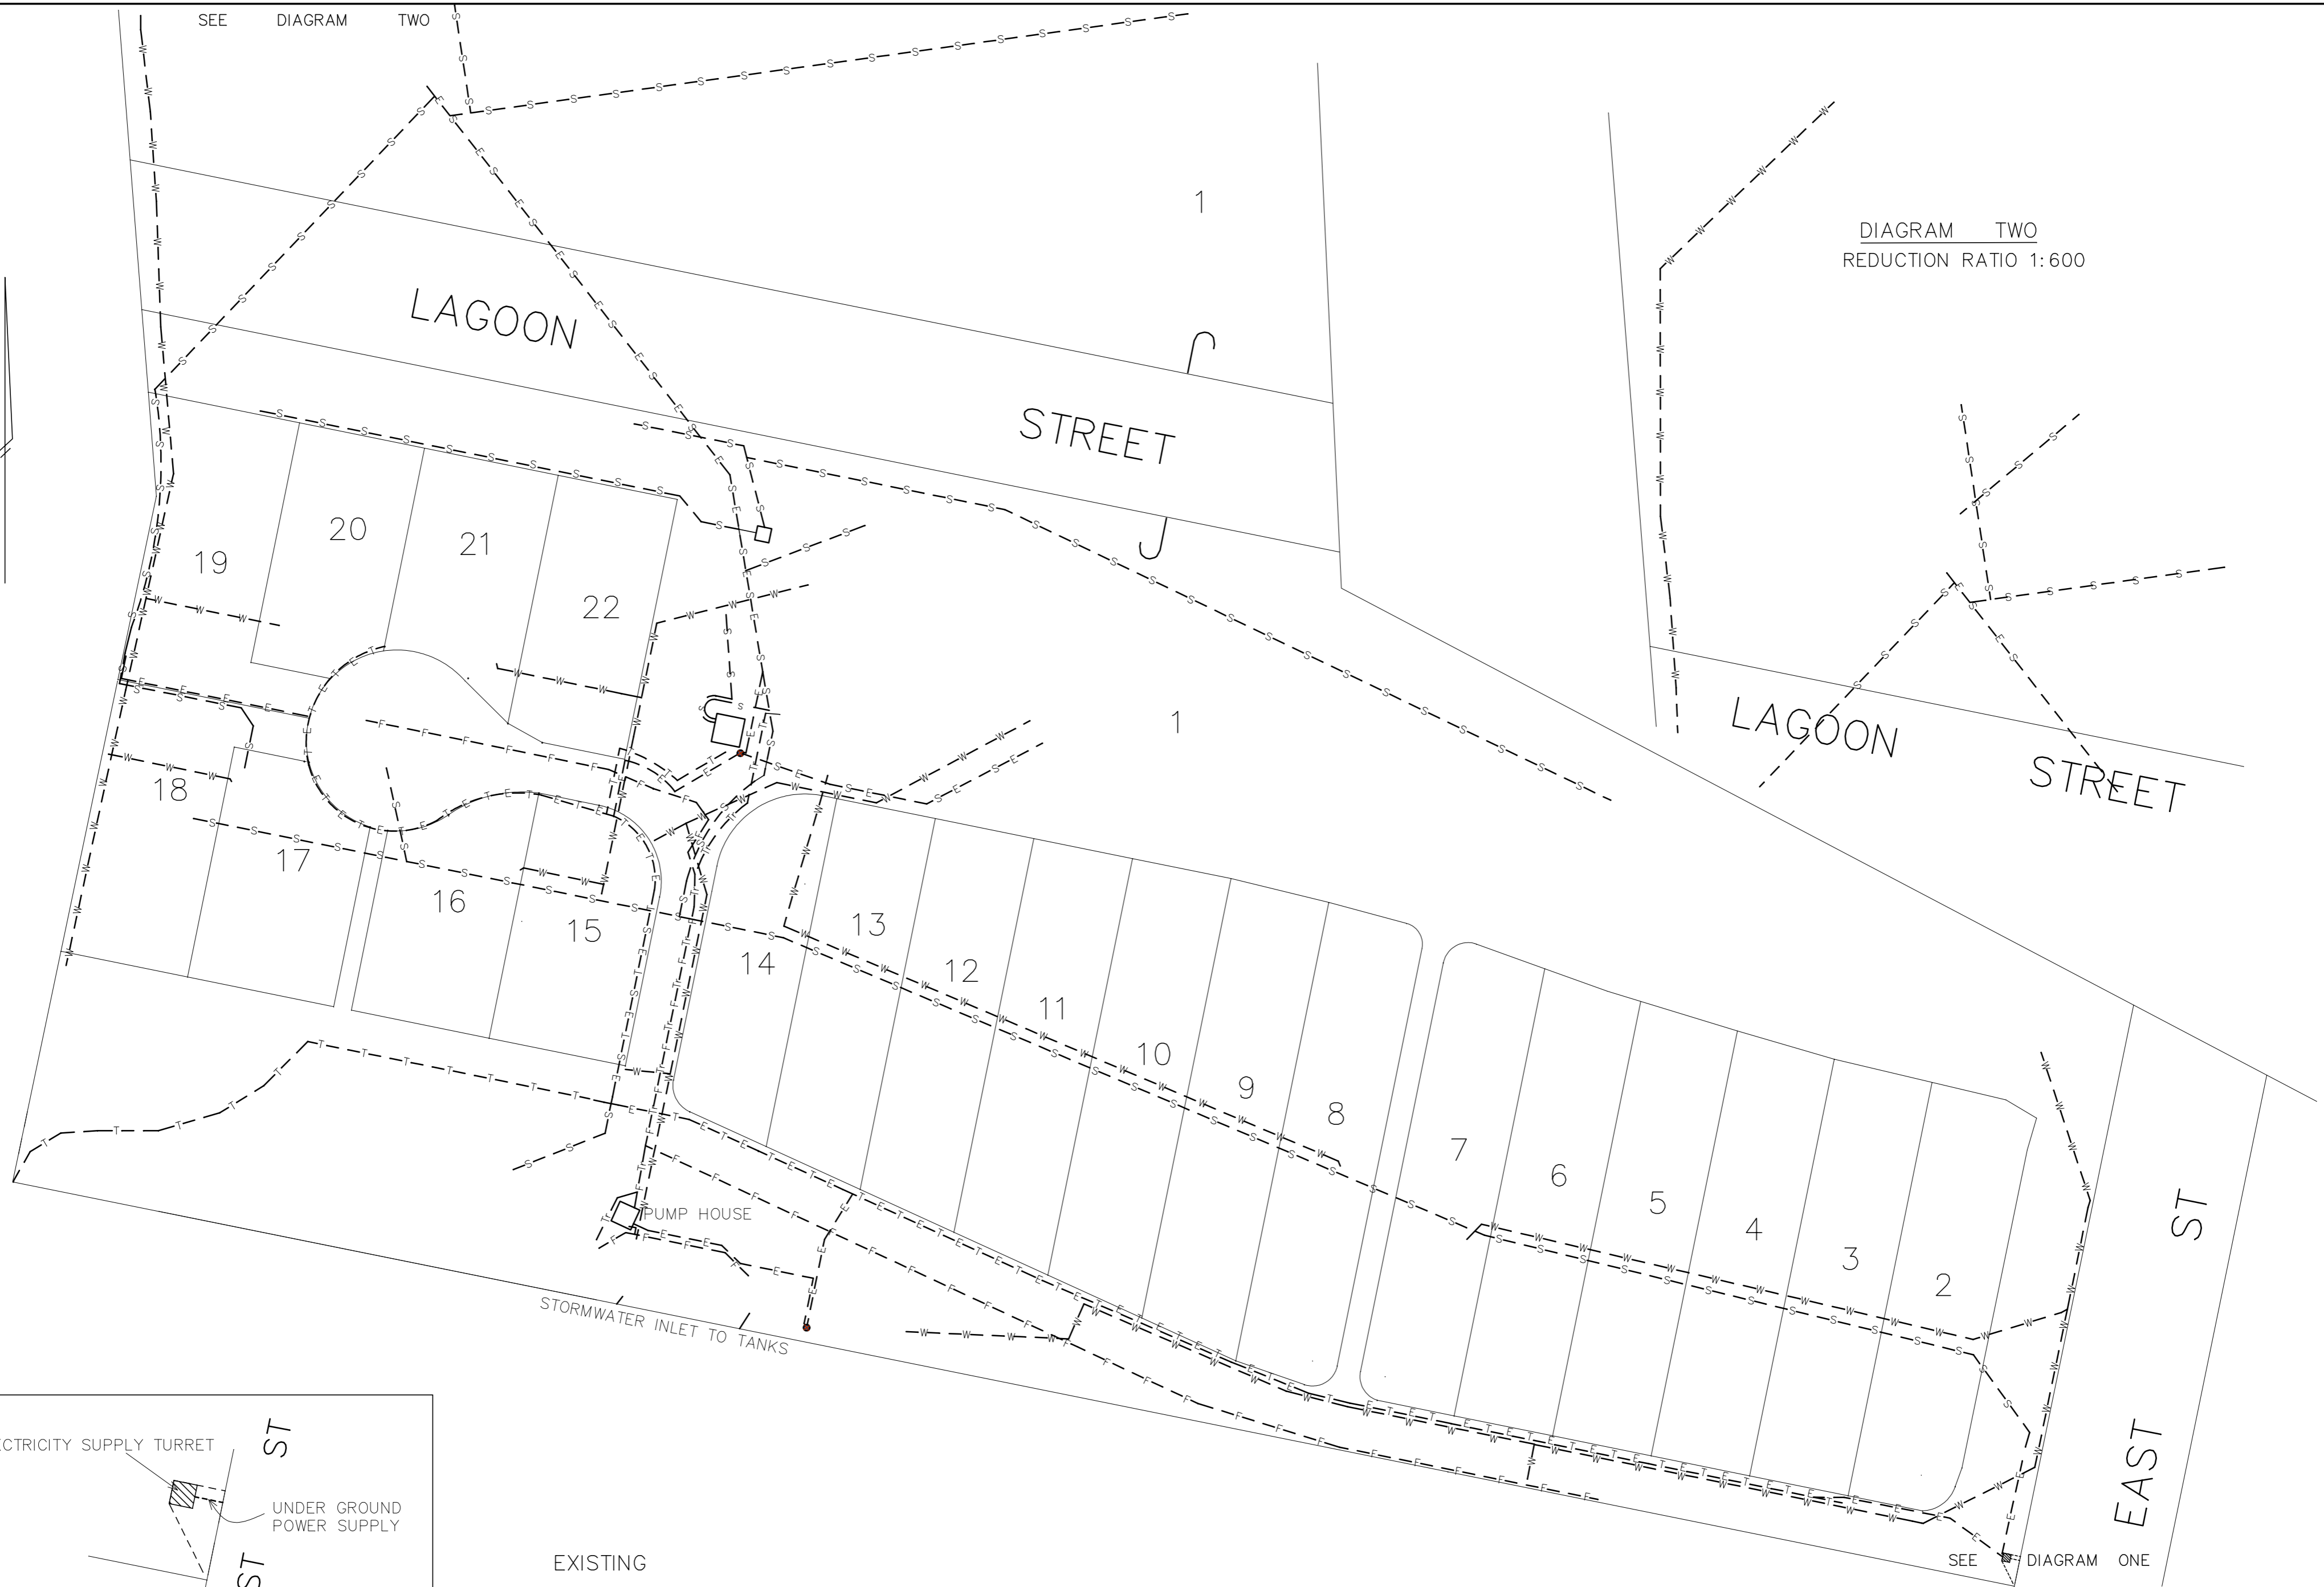 SEE DIAGRAM TWO
1
DIAGRAM TWO
REDUCTION RATIO 1:600
LAGOON
STREET
20
21
19
22
1
LAGOON
STREET
18
17
16
15
14
13
12
11
10
9
8
7
6
5
4
3
2
PUMP HOUSE
STORMWATER INLET TO TANKS
EAST ST
SUPPLY TURRET
ST
UNDER GROUND
POWER SUPPLY
ST
EXISTING
SEE DIAGRAM ONE